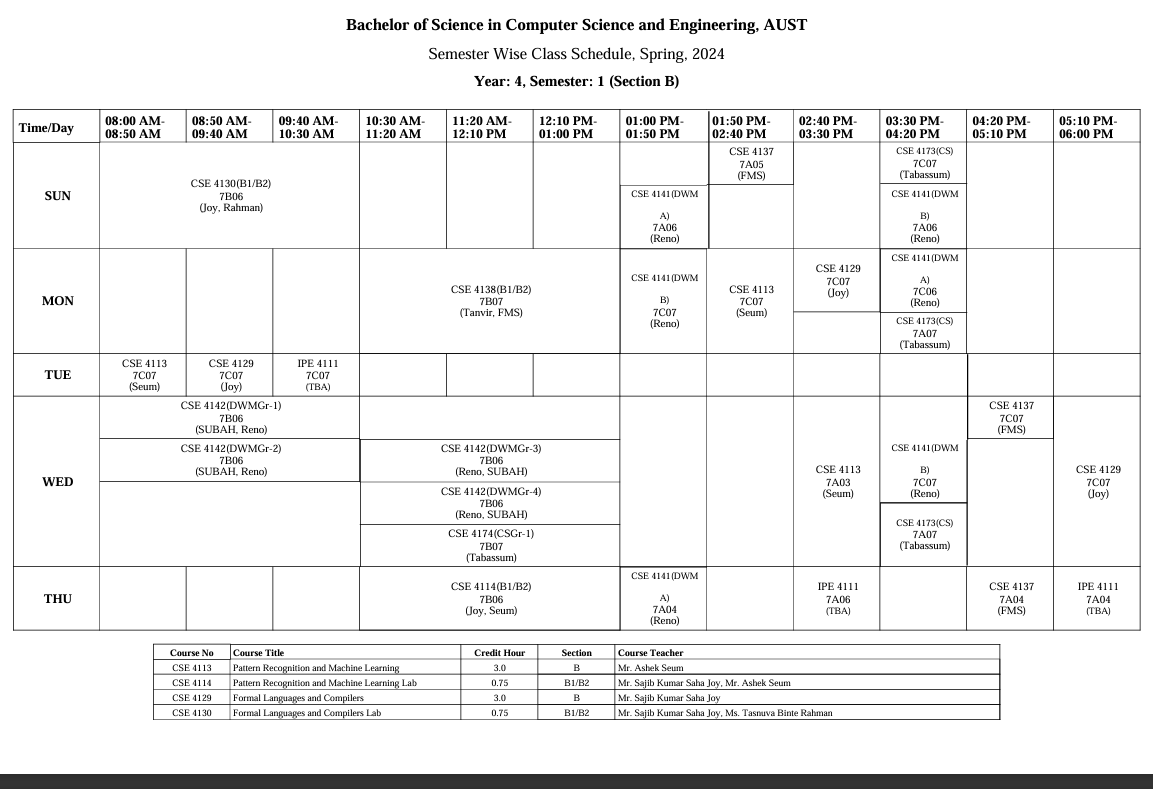 Bachelor of Science in Computer Science and Engineering, AUST
Semester Wise Class Schedule, Spring, 2024
Year: 4, Semester: 1 (Section B)
Time/Day
08:00 AM-
08:50 AM
08:50 AM-
09:40 AM
09:40 AM-
10:30 AM
10:30 AM-
11:20 AM
11:20 AM-
12:10 PM
12:10 PM-
01:00 PM
01:00 PM-
01:50 PM
01:50 PM-
02:40 PM
02:40 PM-
03:30 PM
03:30 PM-
04:20 PM
04:20 PM-
05:10 PM
05:10 PM-
06:00 PM
SUN
CSE 4130(B1/B2)
7B06
(Joy, Rahman)
CSE 4141(DWM
A)
7A06
(Reno)
CSE 4137
7A05
(FMS)
CSE 4173(CS)
7C07
(Tabassum)
CSE 4141(DWM
B)
7A06
(Reno)
MON
CSE 4138(B1/B2)
7B07
(Tanvir, FMS)
CSE 4141(DWM
B)
7C07
(Reno)
CSE 4113
7C07
(Seum)
CSE 4129
7C07
(Joy)
CSE 4141(DWM
A)
7C06
(Reno)
CSE 4173(CS)
7A07
(Tabassum)
TUE
CSE 4113
7C07
(Seum)
CSE 4129
7C07
(Joy)
IPE 4111
7C07
(TBA)
WED
CSE 4142(DWMGr-1)
7B06
(SUBAH, Reno)
CSE 4142(DWMGr-2)
7B06
(SUBAH, Reno)
CSE 4142(DWMGr-3)
7B06
(Reno, SUBAH)
CSE 4142(DWMGr-4)
7B06
(Reno, SUBAH)
CSE 4174(CSGr-1)
7B07
(Tabassum)
CSE 4113
7A03
(Seum)
CSE 4141(DWM
B)
7C07
(Reno)
CSE 4173(CS)
7A07
(Tabassum)
CSE 4137
7C07
(FMS)
CSE 4129
7C07
(Joy)
THU
CSE 4114(B1/B2)
7B06
(Joy, Seum)
CSE 4141(DWM
A)
7A04
(Reno)
IPE 4111
7A06
(TBA)
CSE 4137
7A04
(FMS)
IPE 4111
7A04
(TBA)
Course No Course Title Credit Hour Section Course Teacher
CSE 4113 Pattern Recognition and Machine Learning 3.0 B Mr. Ashek Seum
CSE 4114 Pattern Recognition and Machine Learning Lab 0.75 B1/B2 Mr. Sajib Kumar Saha Joy, Mr. Ashek Seum
CSE 4129 Formal Languages and Compilers 3.0 B Mr. Sajib Kumar Saha Joy
CSE 4130 Formal Languages and Compilers Lab 0.75 B1/B2 Mr. Sajib Kumar Saha Joy, Ms. Tasnuva Binte Rahman